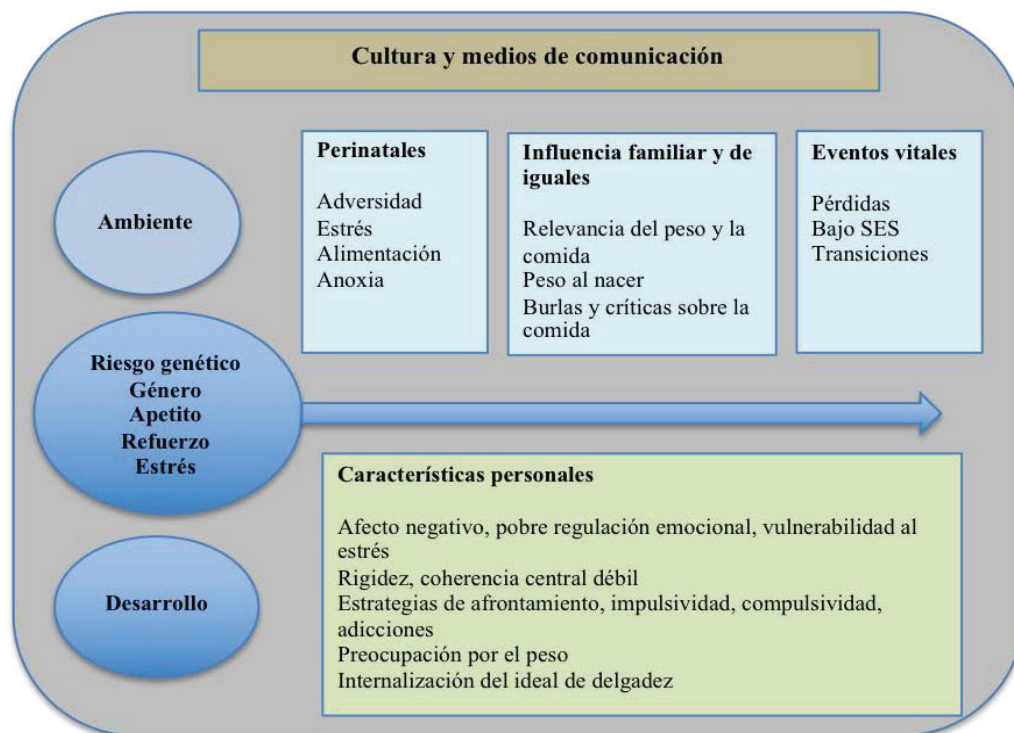 Cultura y medios de comunicación
Ambiente
Perinatales
Adversidad
Estrés
Alimentación
Anoxia
Influencia familiar y de
iguales
Relevancia del peso y la
comida
Peso al nacer
Burlas y críticas sobre la
comida
Eventos vitales
Pérdidas
Bajo SES
Transiciones
Riesgo genético
Género
Apetito
Refuerzo
Estrés
Desarrollo
Características personales
Afecto negativo, pobre regulación emocional, vulnerabilidad al
estrés
Rigidez, coherencia central débil
Estrategias de afrontamiento, impulsividad, compulsividad,
adicciones
Preocupación por el peso
Internalización del ideal de delgadez